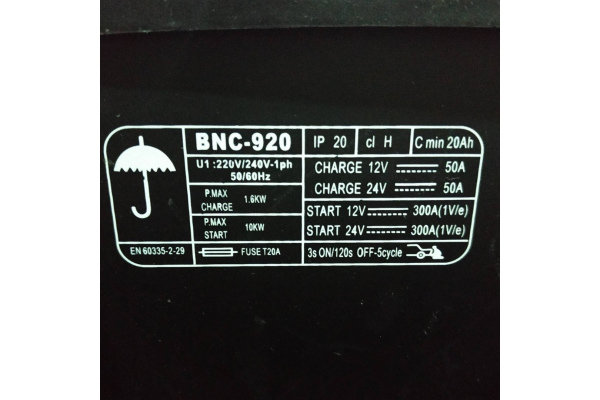 BNC-920
IP 20
cl H
C min 20Ah
U1 :220V/240V-1ph
50/60Hz
CHARGE 12V 50A
CHARGE 24V 50A
P.MAX
CHARGE 1.6KW
P.MAX
START 10KW
START 12V 300A(1V/e)
START 24V 300A(1V/e)
EN 60335-2-29
FUSE T20A
3s ON/120s OFF-5cycle